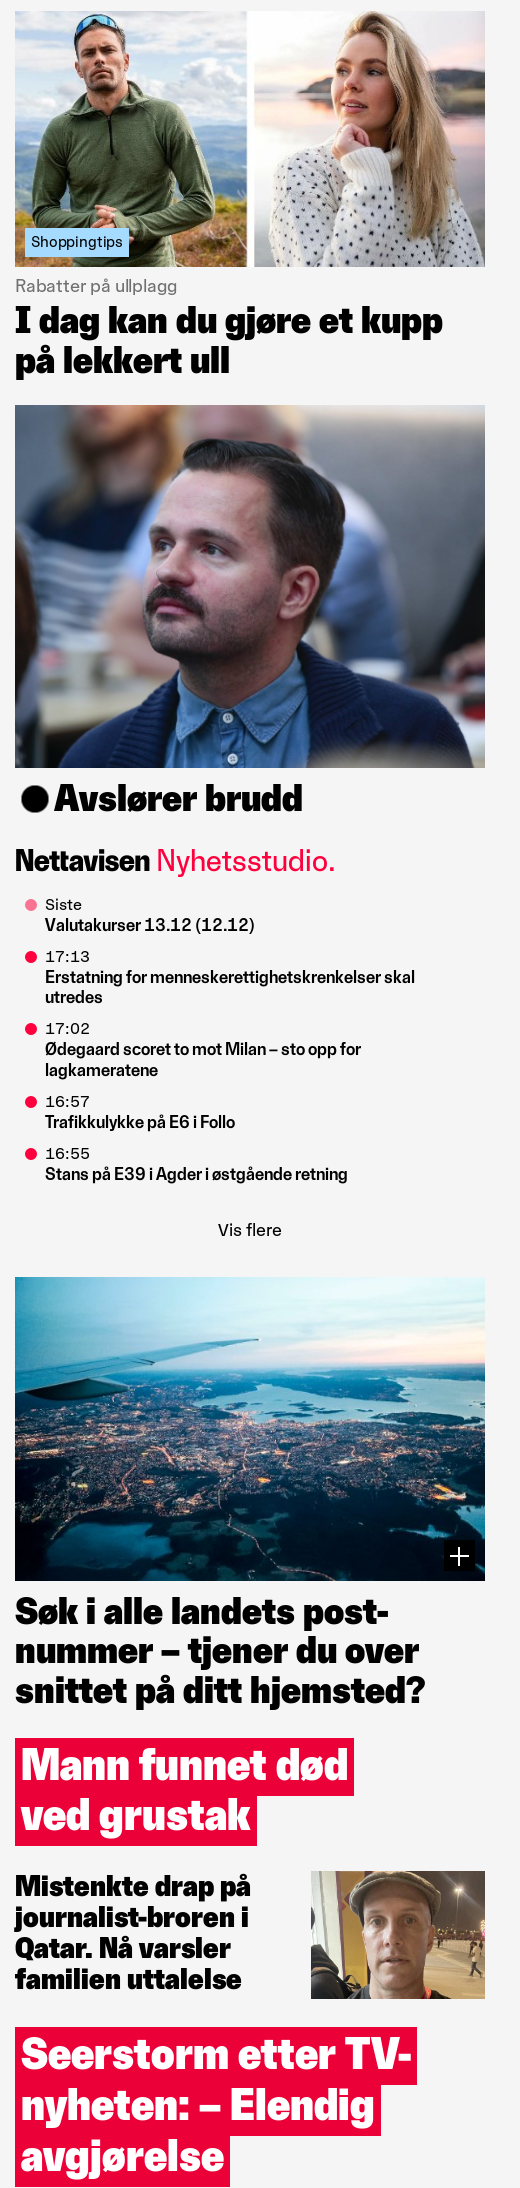 Shoppingtips
Rabatter på ullplagg
I dag kan du gjøre et kupp
på lekkert ull
Avslører brudd
Nettavisen Nyhetsstudio.
Siste
Valutakurser 13.12 (12.12)
17:13
Erstatning for menneskerettighetskrenkelser skal
utredes
17:02
Ødegaard scoret to mot Milan – sto opp for
lagkameratene
16:57
Trafikkulykke på E6 i Follo
16:55
Stans på E39 i Agder i østgående retning
Vis flere
Søk i alle landets post-
nummer – tjener du over
snittet på ditt hjemsted?
Mann funnet død
ved grustak
Mistenkte drap på
journalist-broren i
Qatar. Nå varsler
familien uttalelse
Seerstorm etter TV-
nyheten: – Elendig
avgjørelse